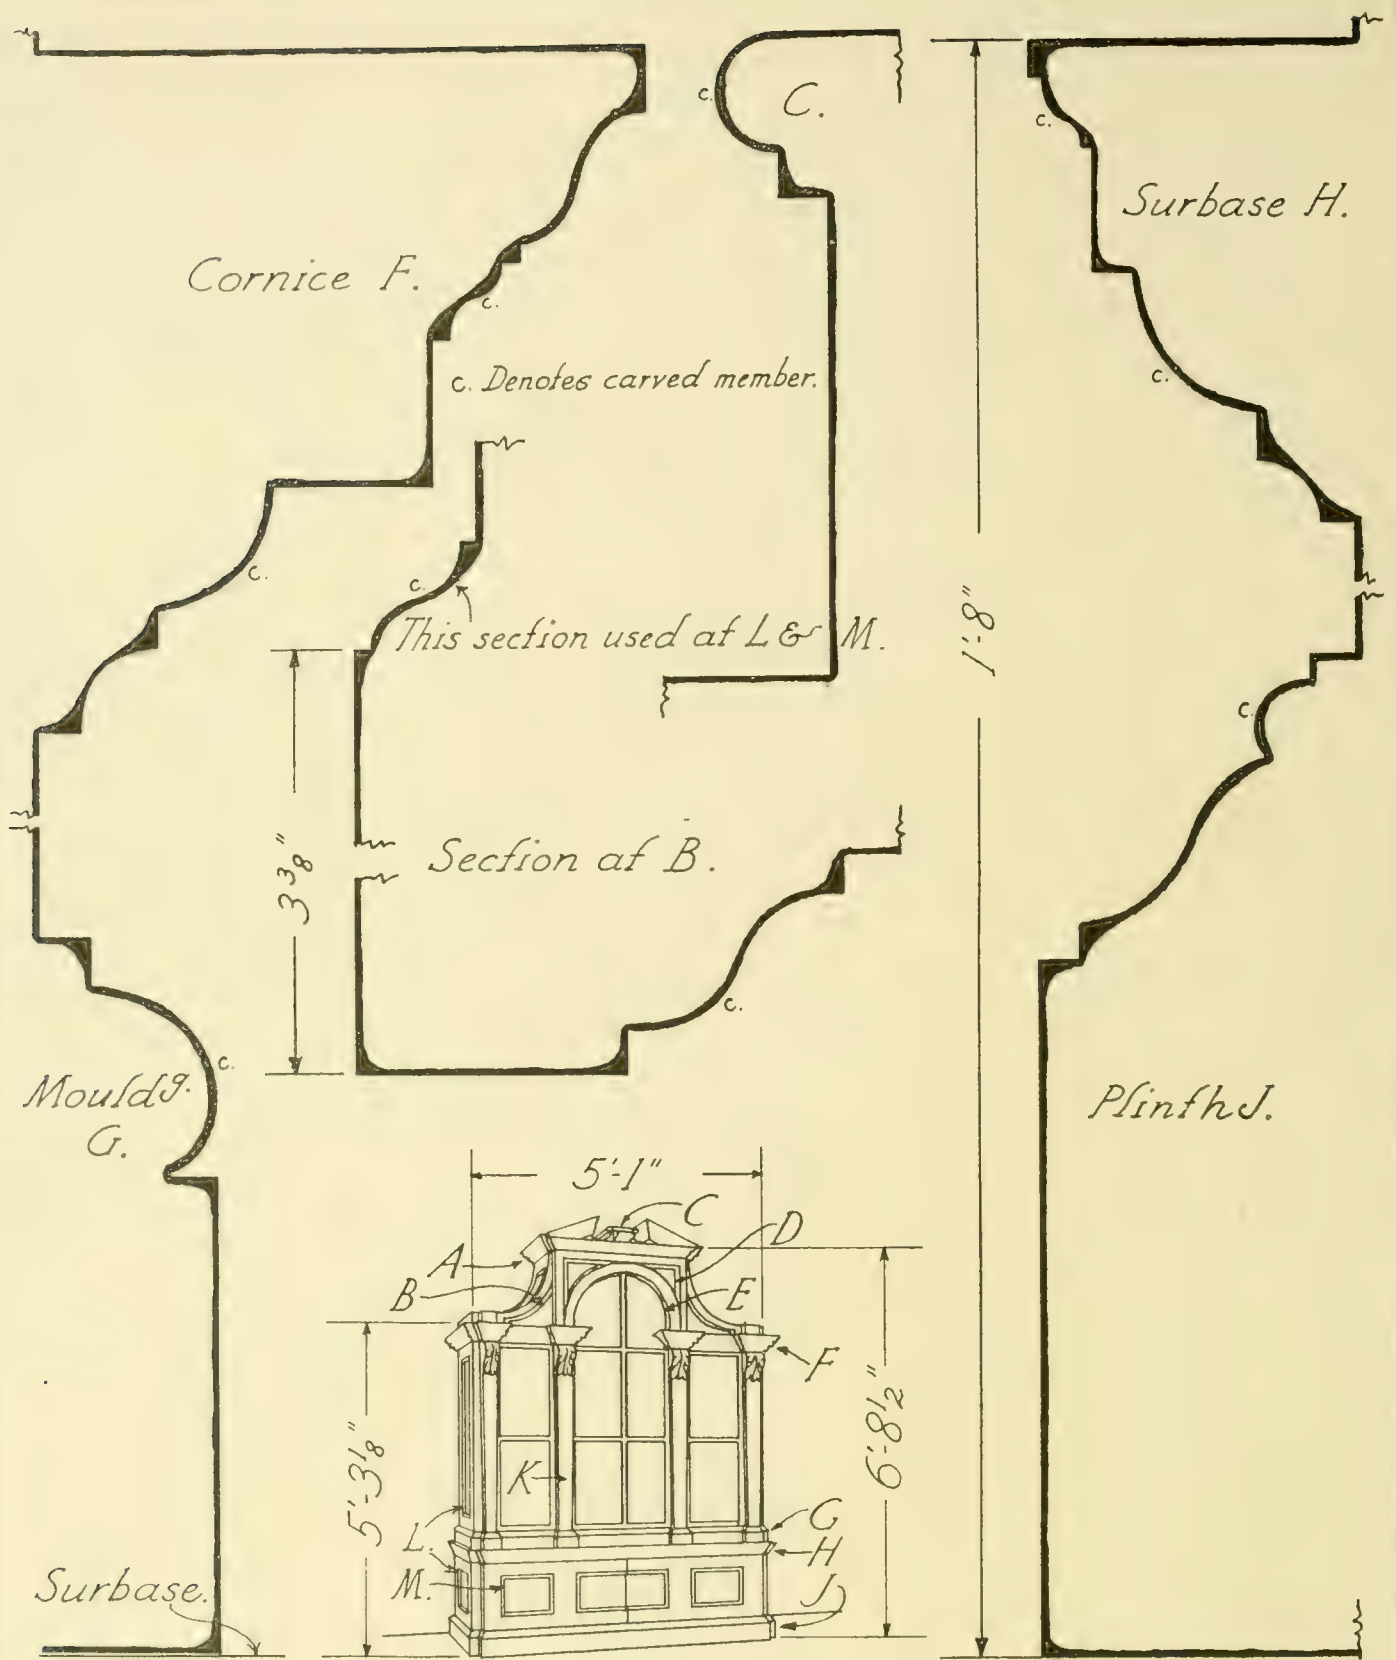 c.
C.
c.
Surbase H.
Cornice F.
c.
c. Denotes carved member.
c.
c.
c.
This section used at L & M.
1'-8"
c.
3 3/8"
Section at B.
c.
c.
Mould'g.
G.
Plinth J.
5'-1"
C
D
A
B
E
F
5'-3 1/8"
6'-8 1/2"
K
G
L.
H
M.
J
Surbase.